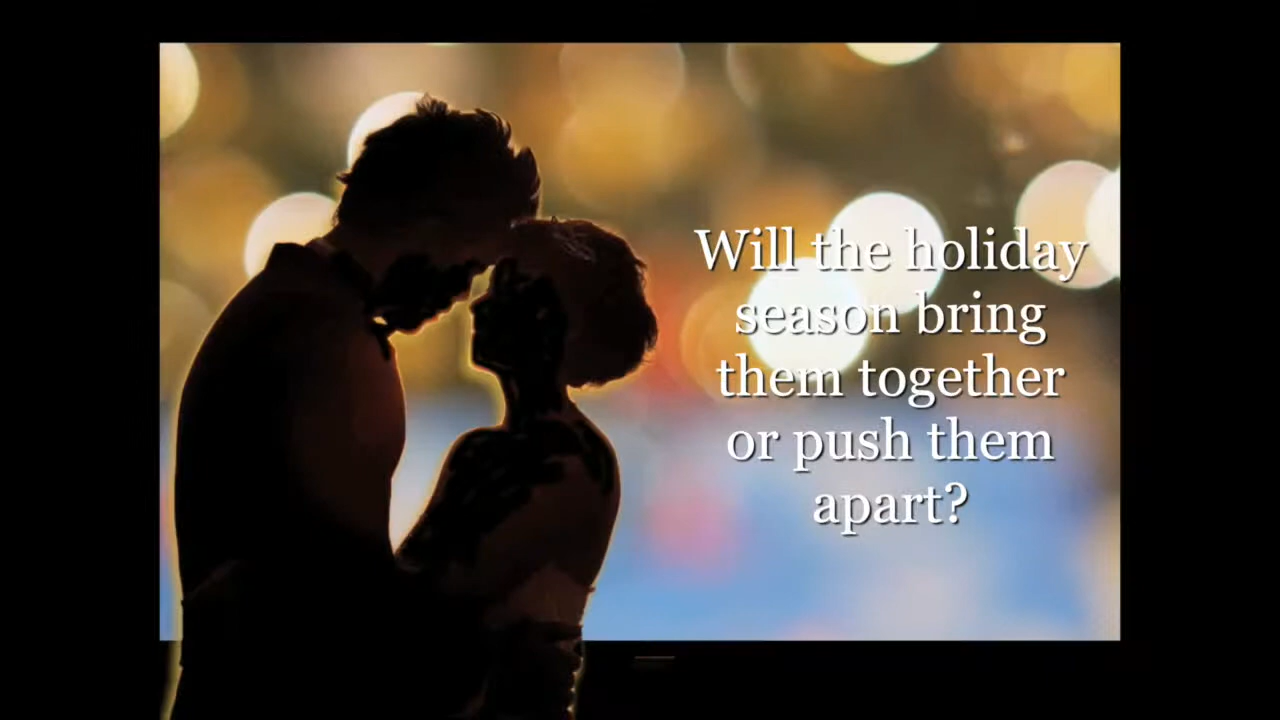 Will the holiday
season bring
them together
or push them
apart?